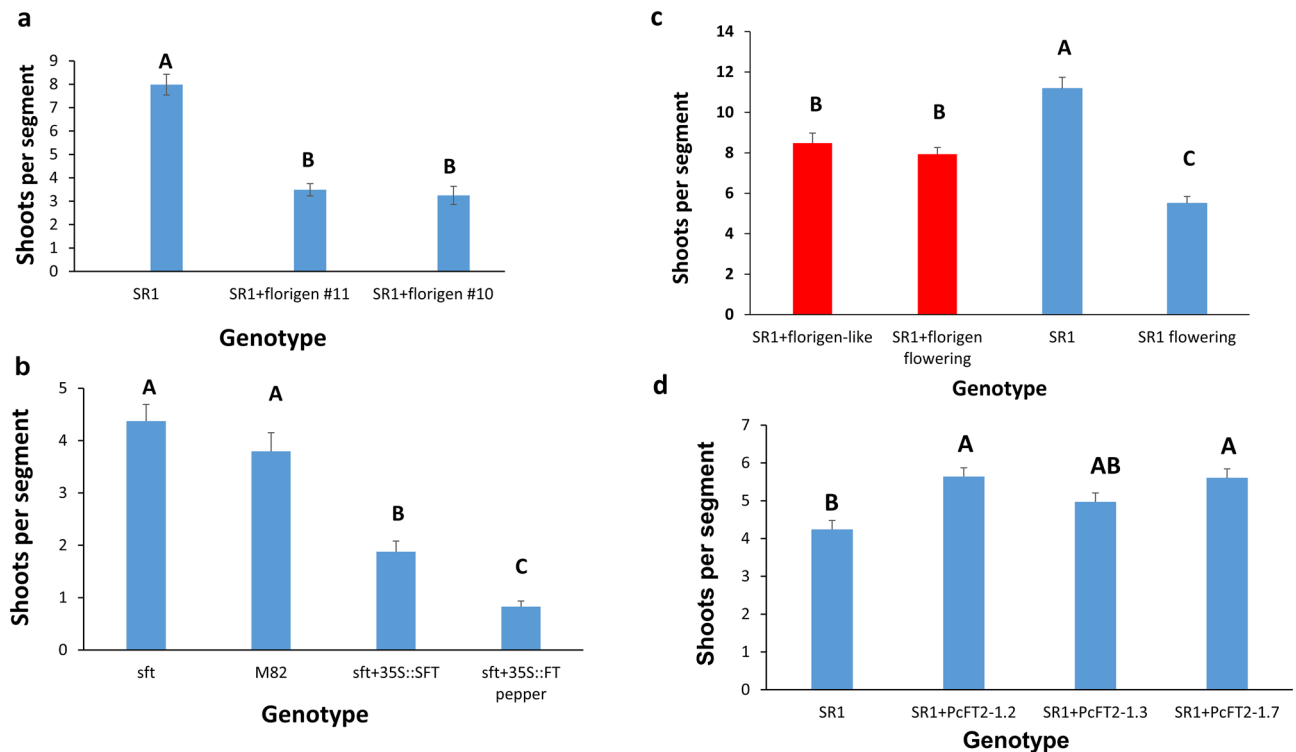 a
Shoots per segment
9
8
7
6
5
4
3
2
1
0
A
B
B
SR1
SR1+florigen #11
SR1+florigen #10
Genotype
b
Shoots per segment
5
4
3
2
1
0
A
A
B
C
sft
M82
sft+35S::SFT
sft+35S::FT
pepper
Genotype
c
Shoots per segment
14
12
10
8
6
4
2
0
B
B
A
C
SR1+florigen-like
SR1+florigen
flowering
SR1
SR1 flowering
Genotype
d
Shoots per segment
7
6
5
4
3
2
1
0
B
A
AB
A
SR1
SR1+PcFT2-1.2
SR1+PcFT2-1.3
SR1+PcFT2-1.7
Genotype